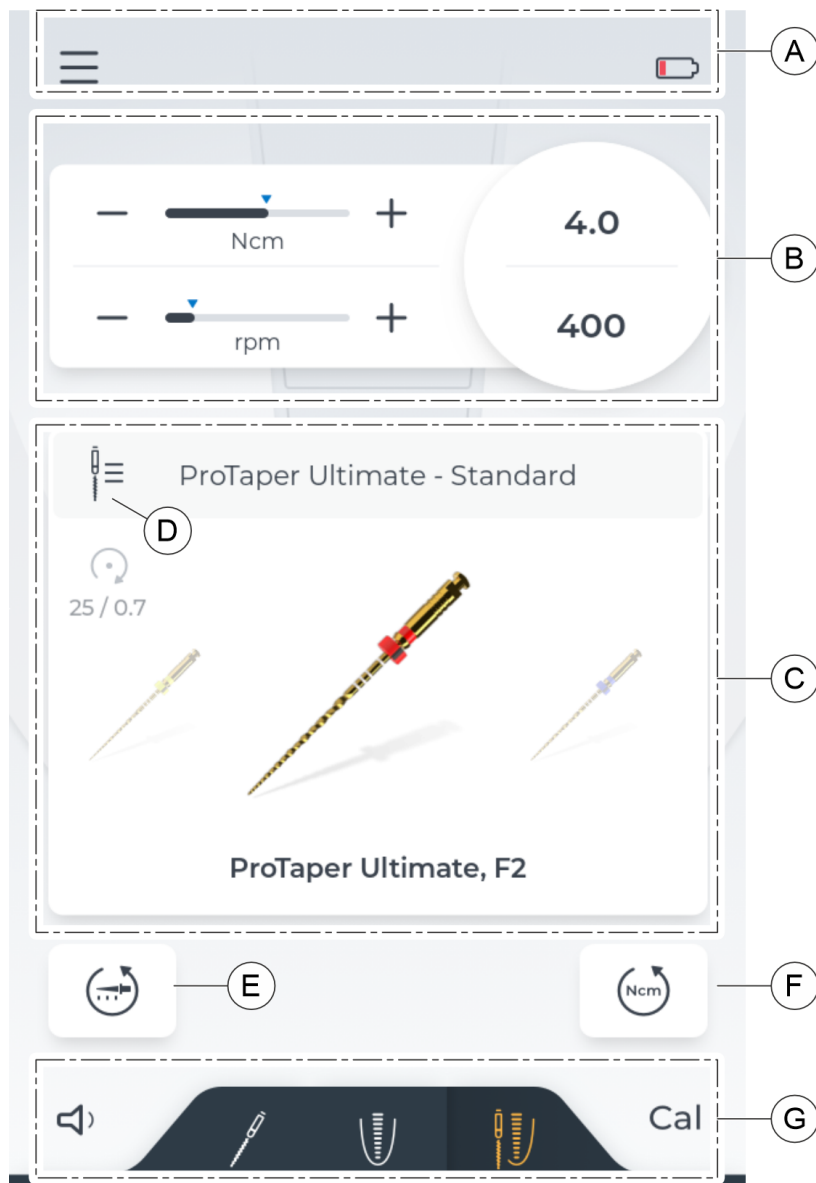 A
4.0
Ncm
B
400
rpm
ProTaper Ultimate - Standard
D
25 / 0.7
C
ProTaper Ultimate, F2
E
Ncm
F
Cal
G